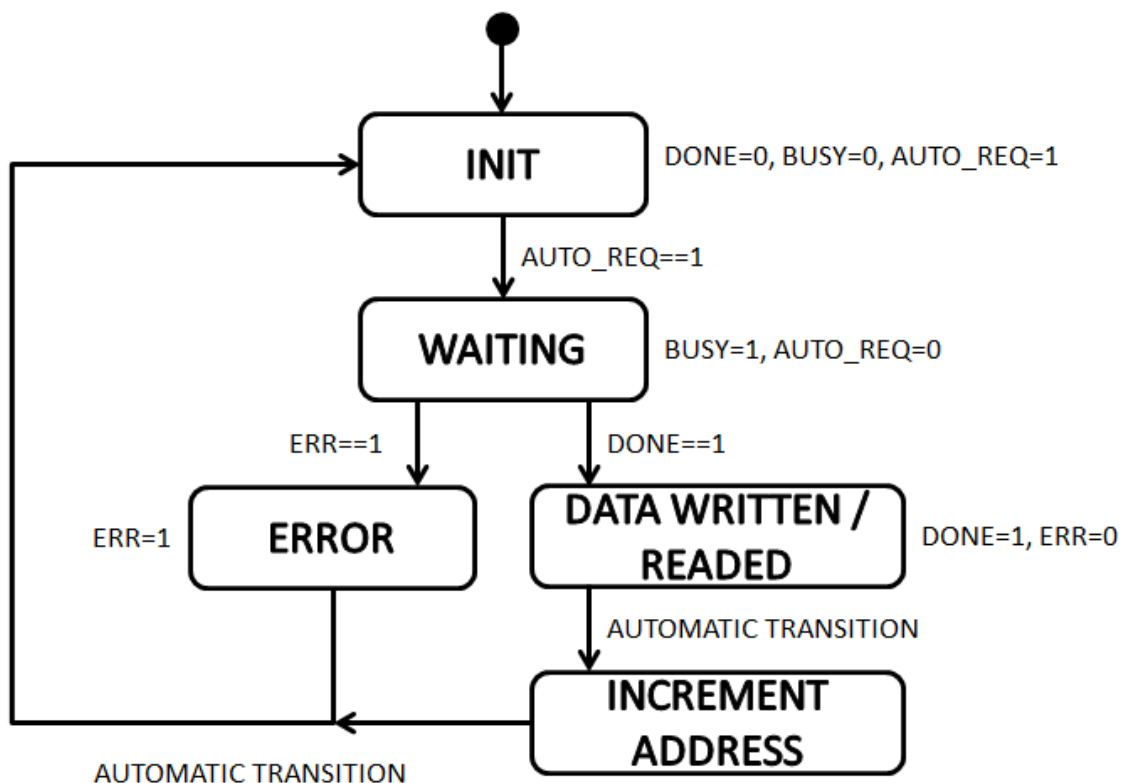 INIT
DONE=0, BUSY=0, AUTO_REQ=1
AUTO_REQ==1
WAITING
BUSY=1, AUTO_REQ=0
ERR==1
DONE==1
ERR=1
ERROR
DATA WRITTEN /
READED
DONE=1, ERR=0
AUTOMATIC TRANSITION
INCREMENT
ADDRESS
AUTOMATIC TRANSITION